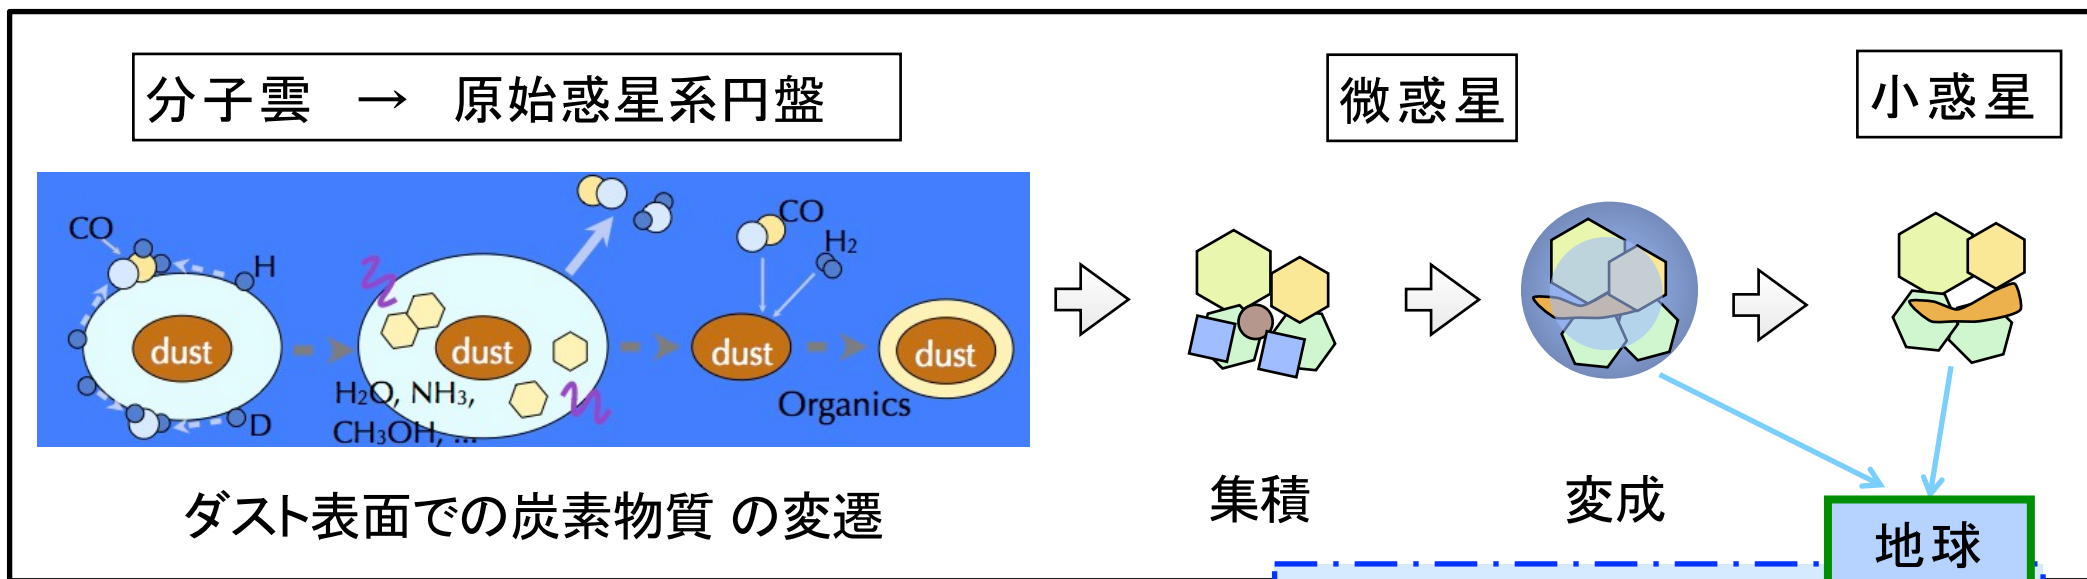 分子雲 → 原始惑星系円盤
微惑星
小惑星
CO
H
D
dust
dust
H₂O, NH₃,
CH₃OH, ...
CO
H₂
dust
Organics
dust
ダスト表面での炭素物質 の変遷
集積
変成
地球